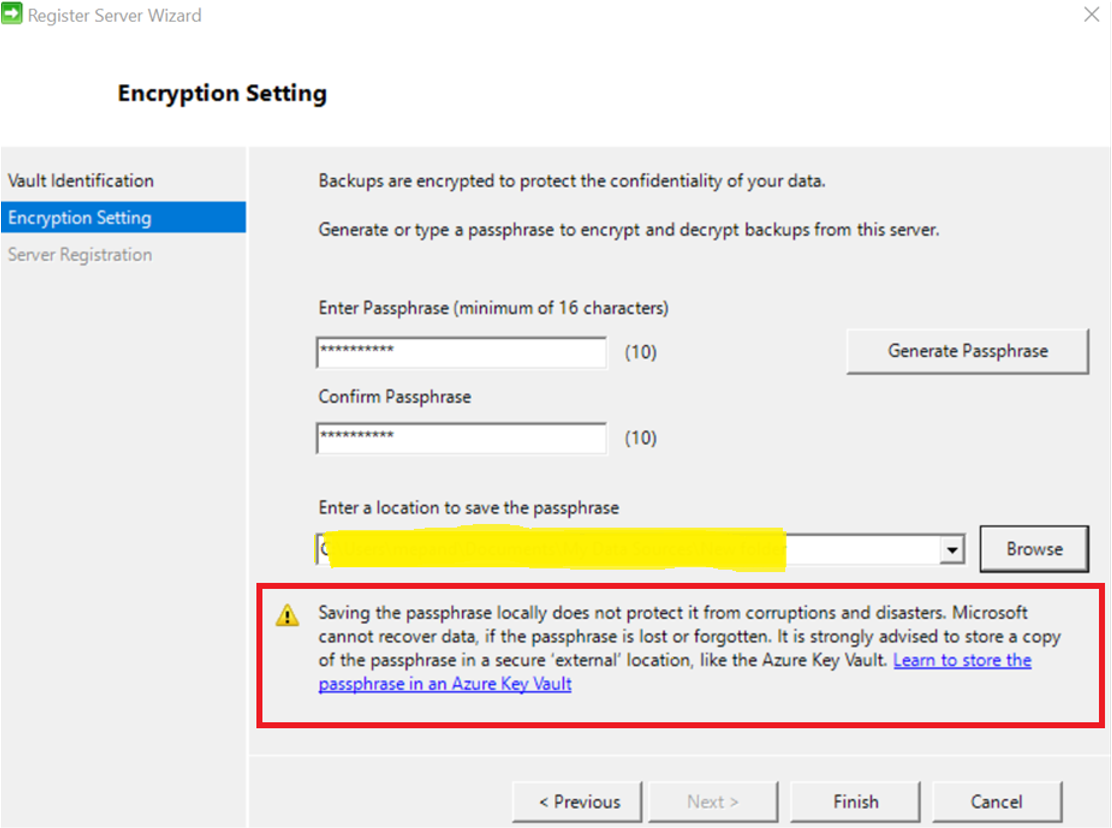 Register Server Wizard
Encryption Setting
Vault Identification
Encryption Setting
Server Registration
Backups are encrypted to protect the confidentiality of your data.
Generate or type a passphrase to encrypt and decrypt backups from this server.
Enter Passphrase (minimum of 16 characters)
********** (10)
Generate Passphrase
Confirm Passphrase
********** (10)
Enter a location to save the passphrase
Browse
Saving the passphrase locally does not protect it from corruptions and disasters. Microsoft
cannot recover data, if the passphrase is lost or forgotten. It is strongly advised to store a copy
of the passphrase in a secure ‘external’ location, like the Azure Key Vault. Learn to store the
passphrase in an Azure Key Vault
< Previous
Next >
Finish
Cancel